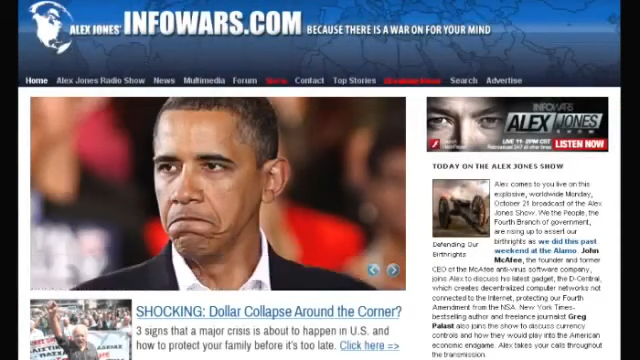 ALEX JONES' INFOWARS.COM BECAUSE THERE IS A WAR ON FOR YOUR MIND
Home Alex Jones Radio Show News Multimedia Forum Contact Top Stories Search Advertise
INFOWARS
ALEX JONES
SHOW
LIVE 11-2PM CST
LISTEN NOW
TODAY ON THE ALEX JONES SHOW
Alex comes to you live on this
explosive, worldwide Monday,
October 21 broadcast of the Alex
Jones Show. We the People, the
Fourth Branch of government,
are rising up to assert our
birthrights as we did this past
weekend at the Alamo. John
McAfee, the founder and former
Defending Our
Birthrights
CEO of the McAfee anti-virus software company,
joins Alex to discuss his latest gadget, the D-Central,
which creates decentralized computer networks
not connected to the Internet, protecting our Fourth
Amendment from the NSA. New York Times-
bestselling author and freelance journalist Greg
Palast also joins the show to discuss currency
controls and how they would play into the American
economic endgame. Alex takes your calls throughout
the transmission.
SHOCKING: Dollar Collapse Around the Corner?
3 signs that a major crisis is about to happen in U.S. and
how to protect your family before it's too late. Click here =>